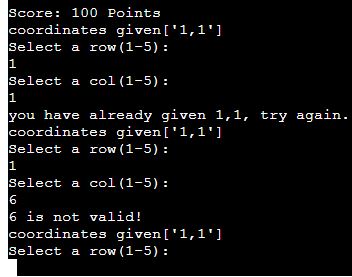 Score: 100 Points
coordinates given['1,1']
Select a row(1-5):
1
Select a col(1-5):
1
you have already given 1,1, try again.
coordinates given['1,1']
Select a row(1-5):
1
Select a col(1-5):
6
6 is not valid!
coordinates given['1,1']
Select a row(1-5):